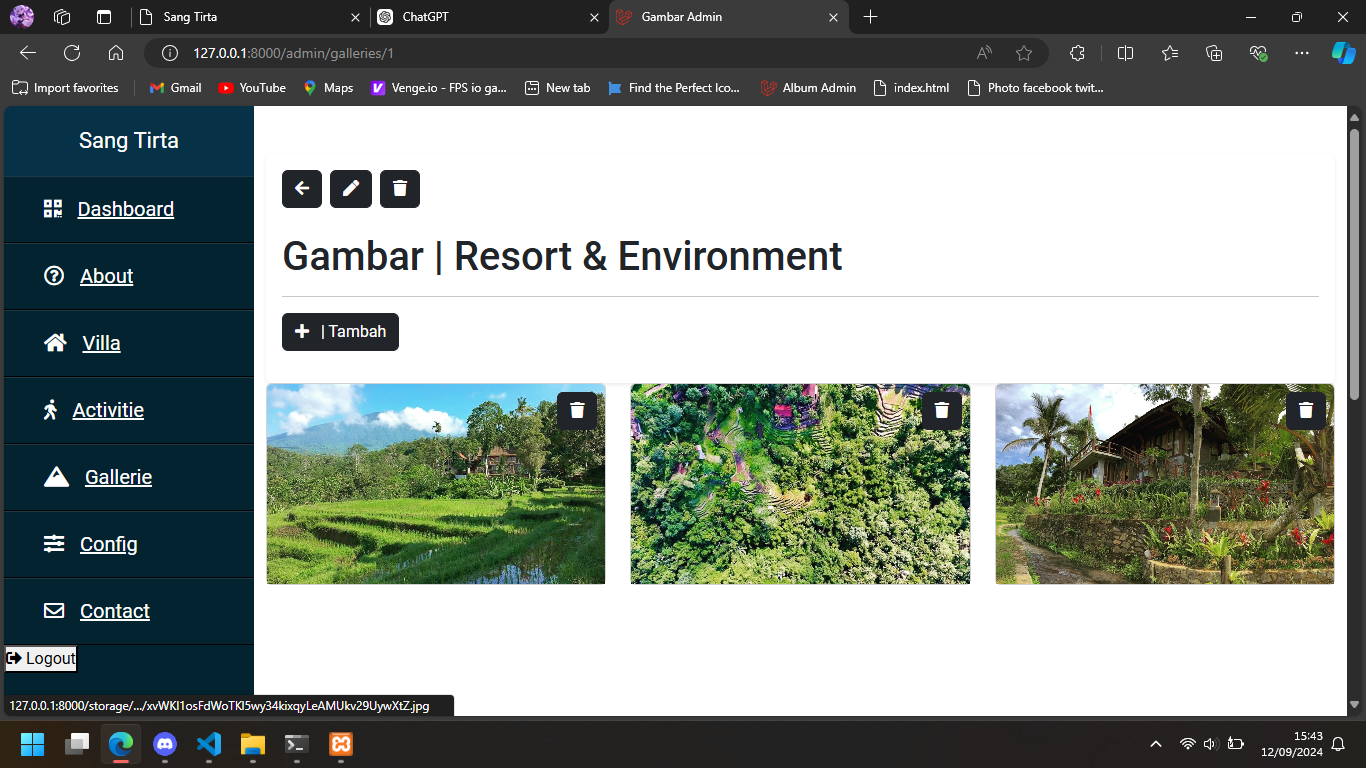 Sang Tirta
ChatGPT
Gambar Admin
127.0.0.1:8000/admin/galleries/1
Import favorites
Gmail
YouTube
Maps
Venge.io - FPS io ga...
New tab
Find the Perfect Ico...
Album Admin
index.html
Photo facebook twit...
Sang Tirta
Dashboard
About
Villa
Activitie
Gallerie
Config
Contact
Logout
Gambar | Resort & Environment
| Tambah
127.0.0.1:8000/storage/.../xvWKI1osFdWoTKI5wy34kixqyLeAMUkv29UywXtZ.jpg
15:43
12/09/2024